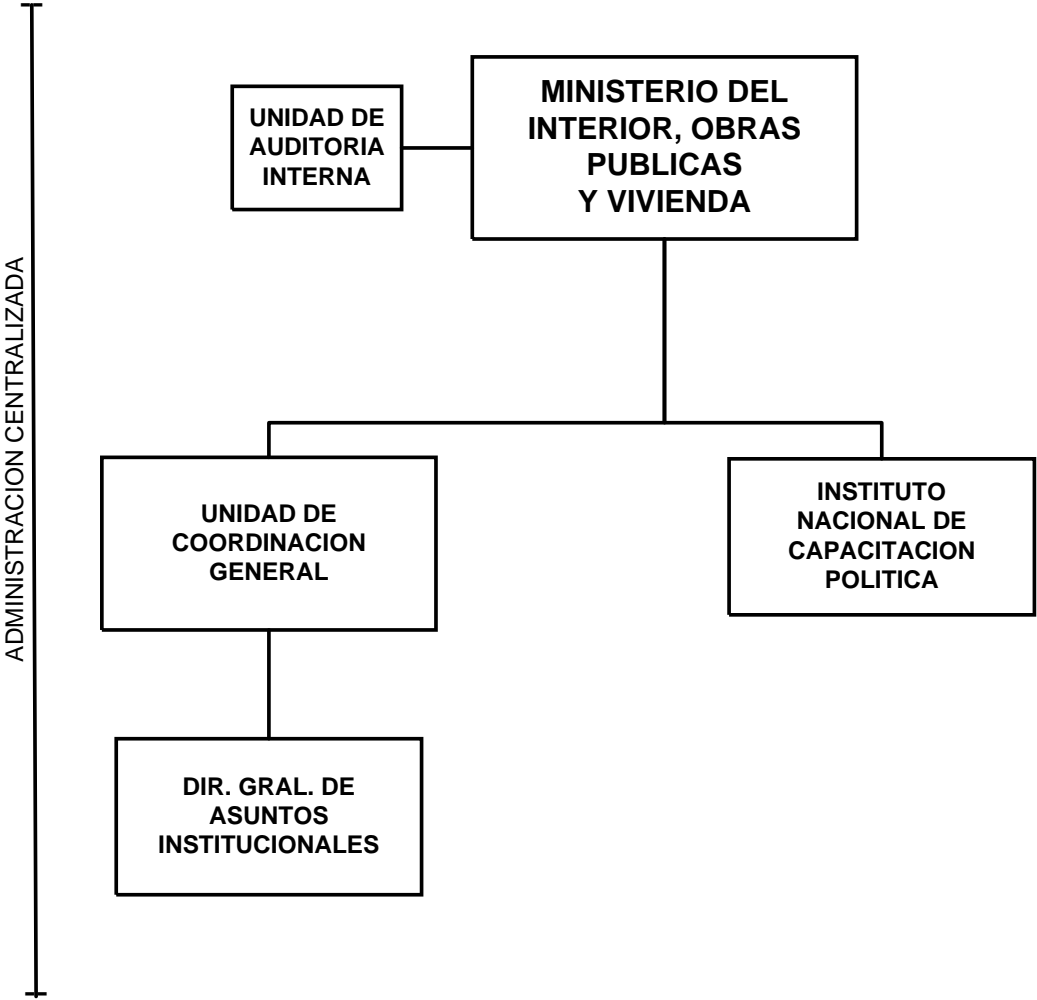 ADMINISTRACION CENTRALIZADA
UNIDAD DE
AUDITORIA
INTERNA
MINISTERIO DEL
INTERIOR, OBRAS
PUBLICAS
Y VIVIENDA
UNIDAD DE
COORDINACION
GENERAL
INSTITUTO
NACIONAL DE
CAPACITACION
POLITICA
DIR. GRAL. DE
ASUNTOS
INSTITUCIONALES